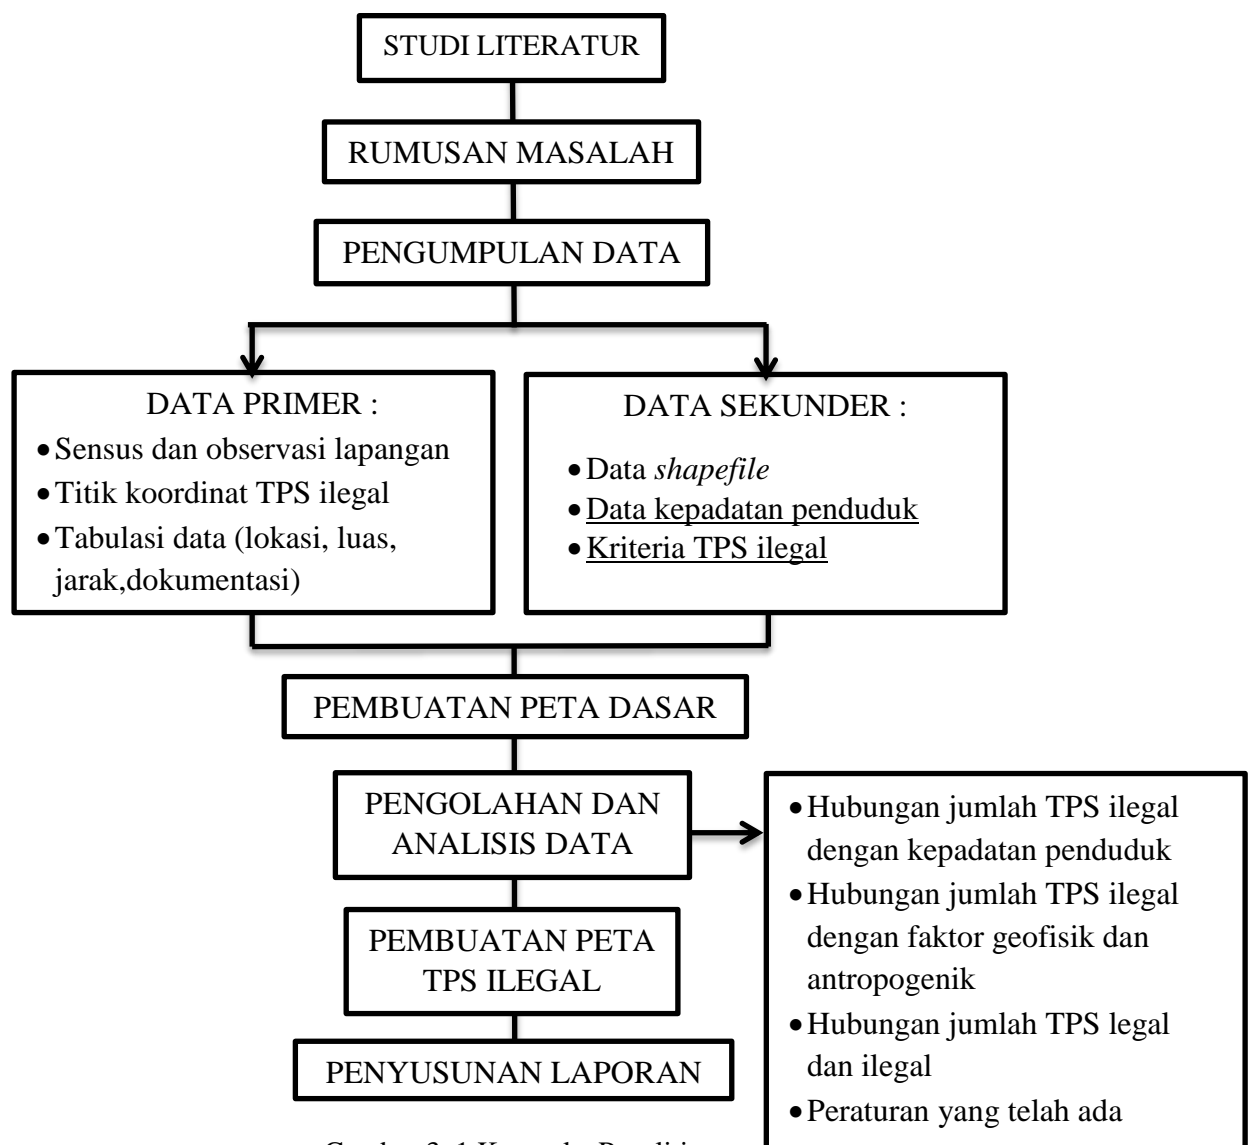 STUDI LITERATUR
RUMUSAN MASALAH
PENGUMPULAN DATA
DATA PRIMER :
• Sensus dan observasi lapangan
• Titik koordinat TPS ilegal
• Tabulasi data (lokasi, luas,
jarak,dokumentasi)
DATA SEKUNDER :
• Data shapefile
• Data kepadatan penduduk
• Kriteria TPS ilegal
PEMBUATAN PETA DASAR
PENGOLAHAN DAN
ANALISIS DATA
• Hubungan jumlah TPS ilegal
dengan kepadatan penduduk
• Hubungan jumlah TPS ilegal
dengan faktor geofisik dan
antropogenik
• Hubungan jumlah TPS legal
dan ilegal
• Peraturan yang telah ada
PEMBUATAN PETA
TPS ILEGAL
PENYUSUNAN LAPORAN